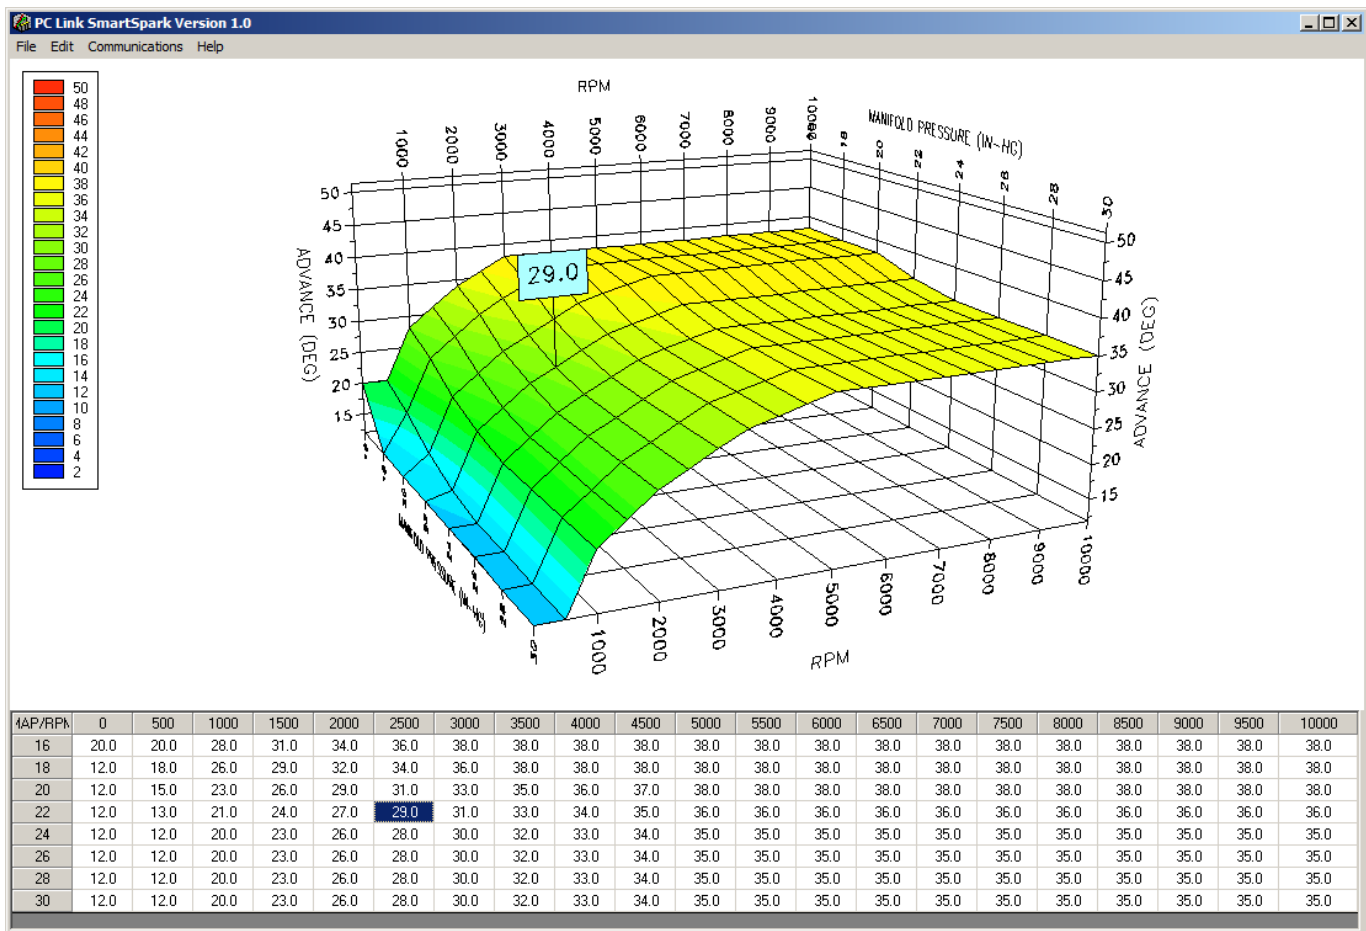 PC Link SmartSpark Version 1.0
File Edit Communications Help
50
48
46
44
42
40
38
36
34
32
30
28
26
24
22
20
18
16
14
12
10
8
6
4
2
RPM
1000 2000 3000 4000 5000 6000 7000 8000 9000
MANIFOLD PRESSURE (IN-HG)
18 20 22 24 26 28 30
ADVANCE (DEG)
50
45
40
35
30
25
20
15
29.0
ADVANCE (DEG)
50
45
40
35
30
25
20
15
MANIFOLD PRESSURE (IN-HG)
1000 2000 3000 4000 5000 6000 7000 8000 9000 10000
RPM
MAP/RPM 0 500 1000 1500 2000 2500 3000 3500 4000 4500 5000 5500 6000 6500 7000 7500 8000 8500 9000 9500 10000
16 20.0 20.0 28.0 31.0 34.0 36.0 38.0 38.0 38.0 38.0 38.0 38.0 38.0 38.0 38.0 38.0 38.0 38.0 38.0 38.0 38.0
18 12.0 18.0 26.0 29.0 32.0 34.0 36.0 38.0 38.0 38.0 38.0 38.0 38.0 38.0 38.0 38.0 38.0 38.0 38.0 38.0 38.0
20 12.0 15.0 23.0 26.0 29.0 31.0 33.0 35.0 36.0 37.0 38.0 38.0 38.0 38.0 38.0 38.0 38.0 38.0 38.0 38.0 38.0
22 12.0 13.0 21.0 24.0 27.0 29.0 31.0 33.0 34.0 35.0 36.0 36.0 36.0 36.0 36.0 36.0 36.0 36.0 36.0 36.0 36.0
24 12.0 12.0 20.0 23.0 26.0 28.0 30.0 32.0 33.0 34.0 35.0 35.0 35.0 35.0 35.0 35.0 35.0 35.0 35.0 35.0 35.0
26 12.0 12.0 20.0 23.0 26.0 28.0 30.0 32.0 33.0 34.0 35.0 35.0 35.0 35.0 35.0 35.0 35.0 35.0 35.0 35.0 35.0
28 12.0 12.0 20.0 23.0 26.0 28.0 30.0 32.0 33.0 34.0 35.0 35.0 35.0 35.0 35.0 35.0 35.0 35.0 35.0 35.0 35.0
30 12.0 12.0 20.0 23.0 26.0 28.0 30.0 32.0 33.0 34.0 35.0 35.0 35.0 35.0 35.0 35.0 35.0 35.0 35.0 35.0 35.0